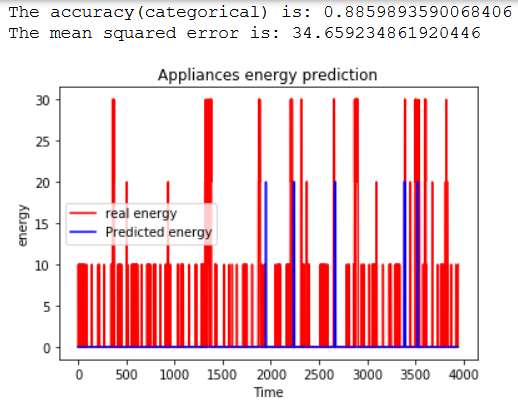 The accuracy(categorical) is: 0.8859893590068406
The mean squared error is: 34.659234861920446
Appliances energy prediction
30
25
20
15
10
5
0
energy
real energy
Predicted energy
0 500 1000 1500 2000 2500 3000 3500 4000
Time